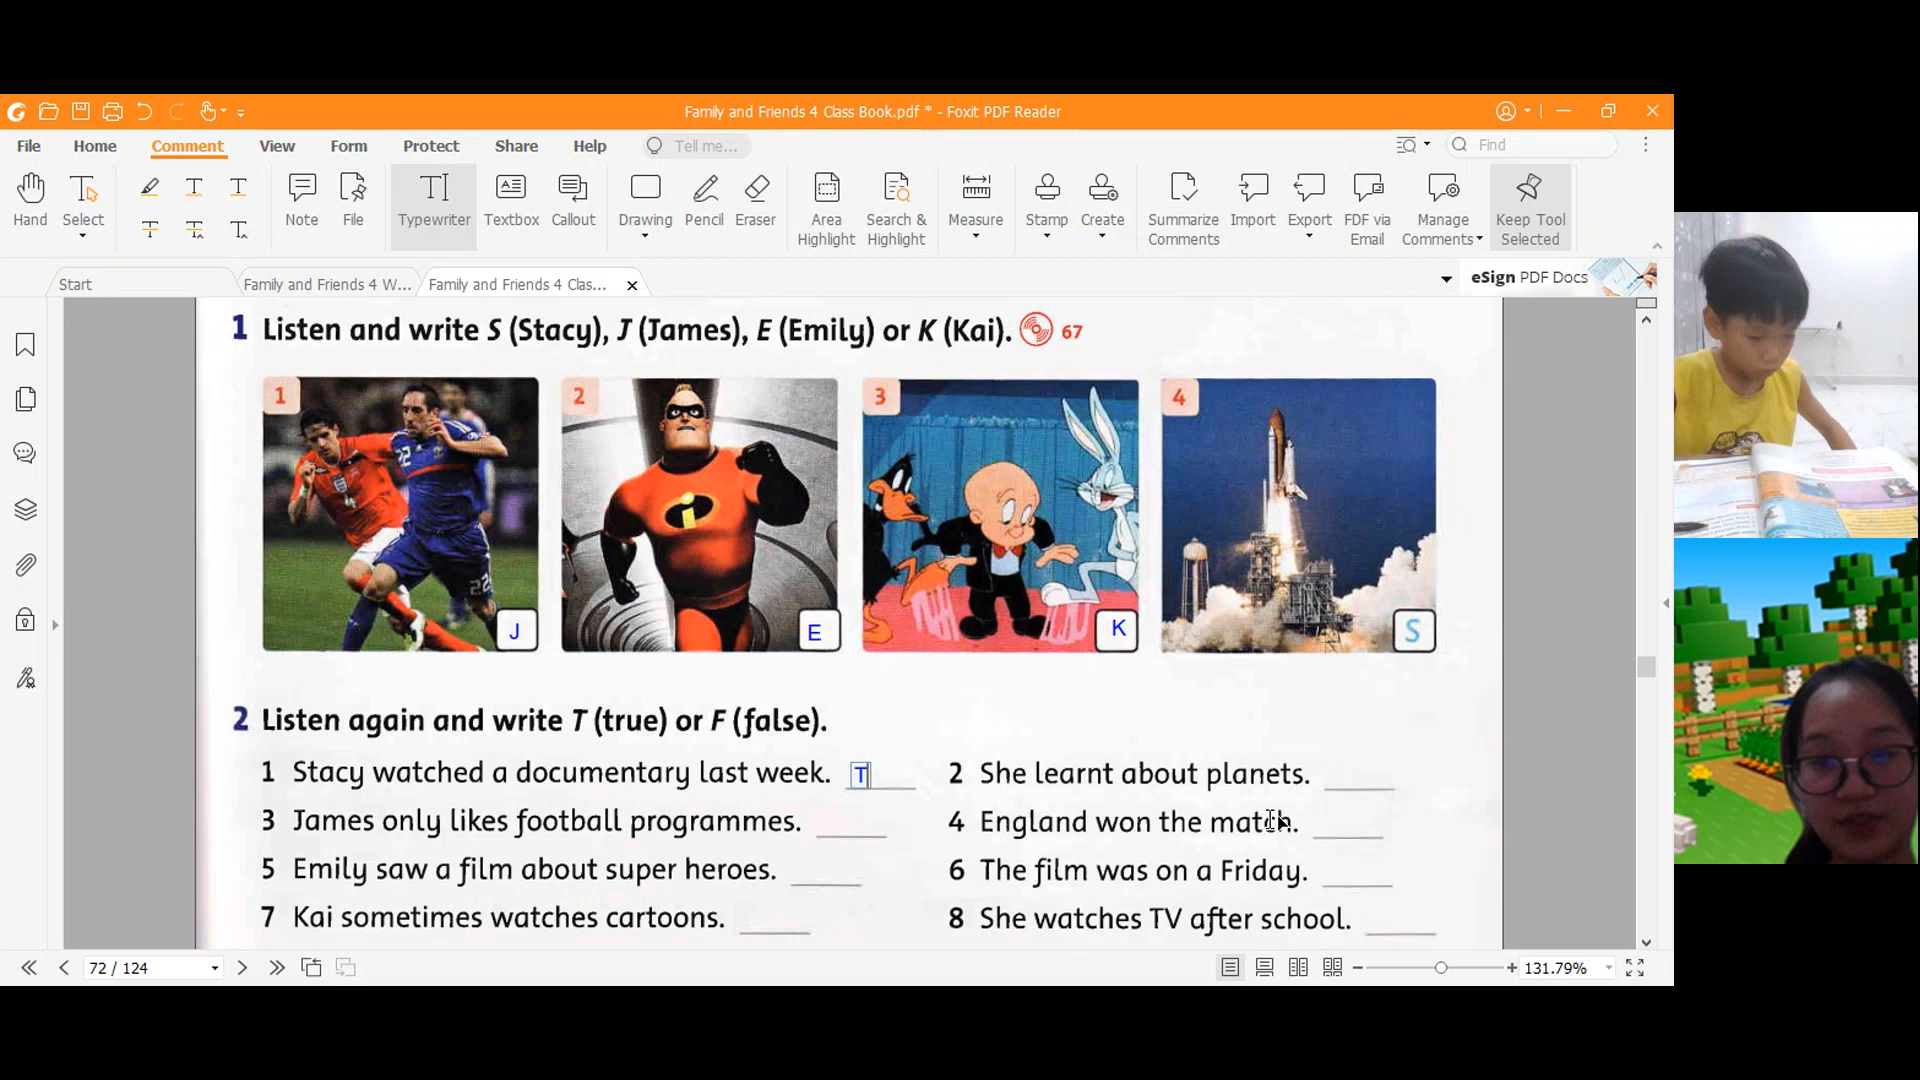 Family and Friends 4 Class Book.pdf * - Foxit PDF Reader
File Home Comment View Form Protect Share Help Tell me... Find
Hand Select Note File Typewriter Textbox Callout Drawing Pencil Eraser Area Highlight Search & Highlight Measure Stamp Create Summarize Comments Import Export FDF via Email Manage Comments Keep Tool Selected
Start Family and Friends 4 W... Family and Friends 4 Clas... eSign PDF Docs
1 Listen and write S (Stacy), J (James), E (Emily) or K (Kai). 67
1 2 3 4
22
J E K S
2 Listen again and write T (true) or F (false).
1 Stacy watched a documentary last week. T
2 She learnt about planets.
3 James only likes football programmes.
4 England won the match.
5 Emily saw a film about super heroes.
6 The film was on a Friday.
7 Kai sometimes watches cartoons.
8 She watches TV after school.
72 / 124 131.79%